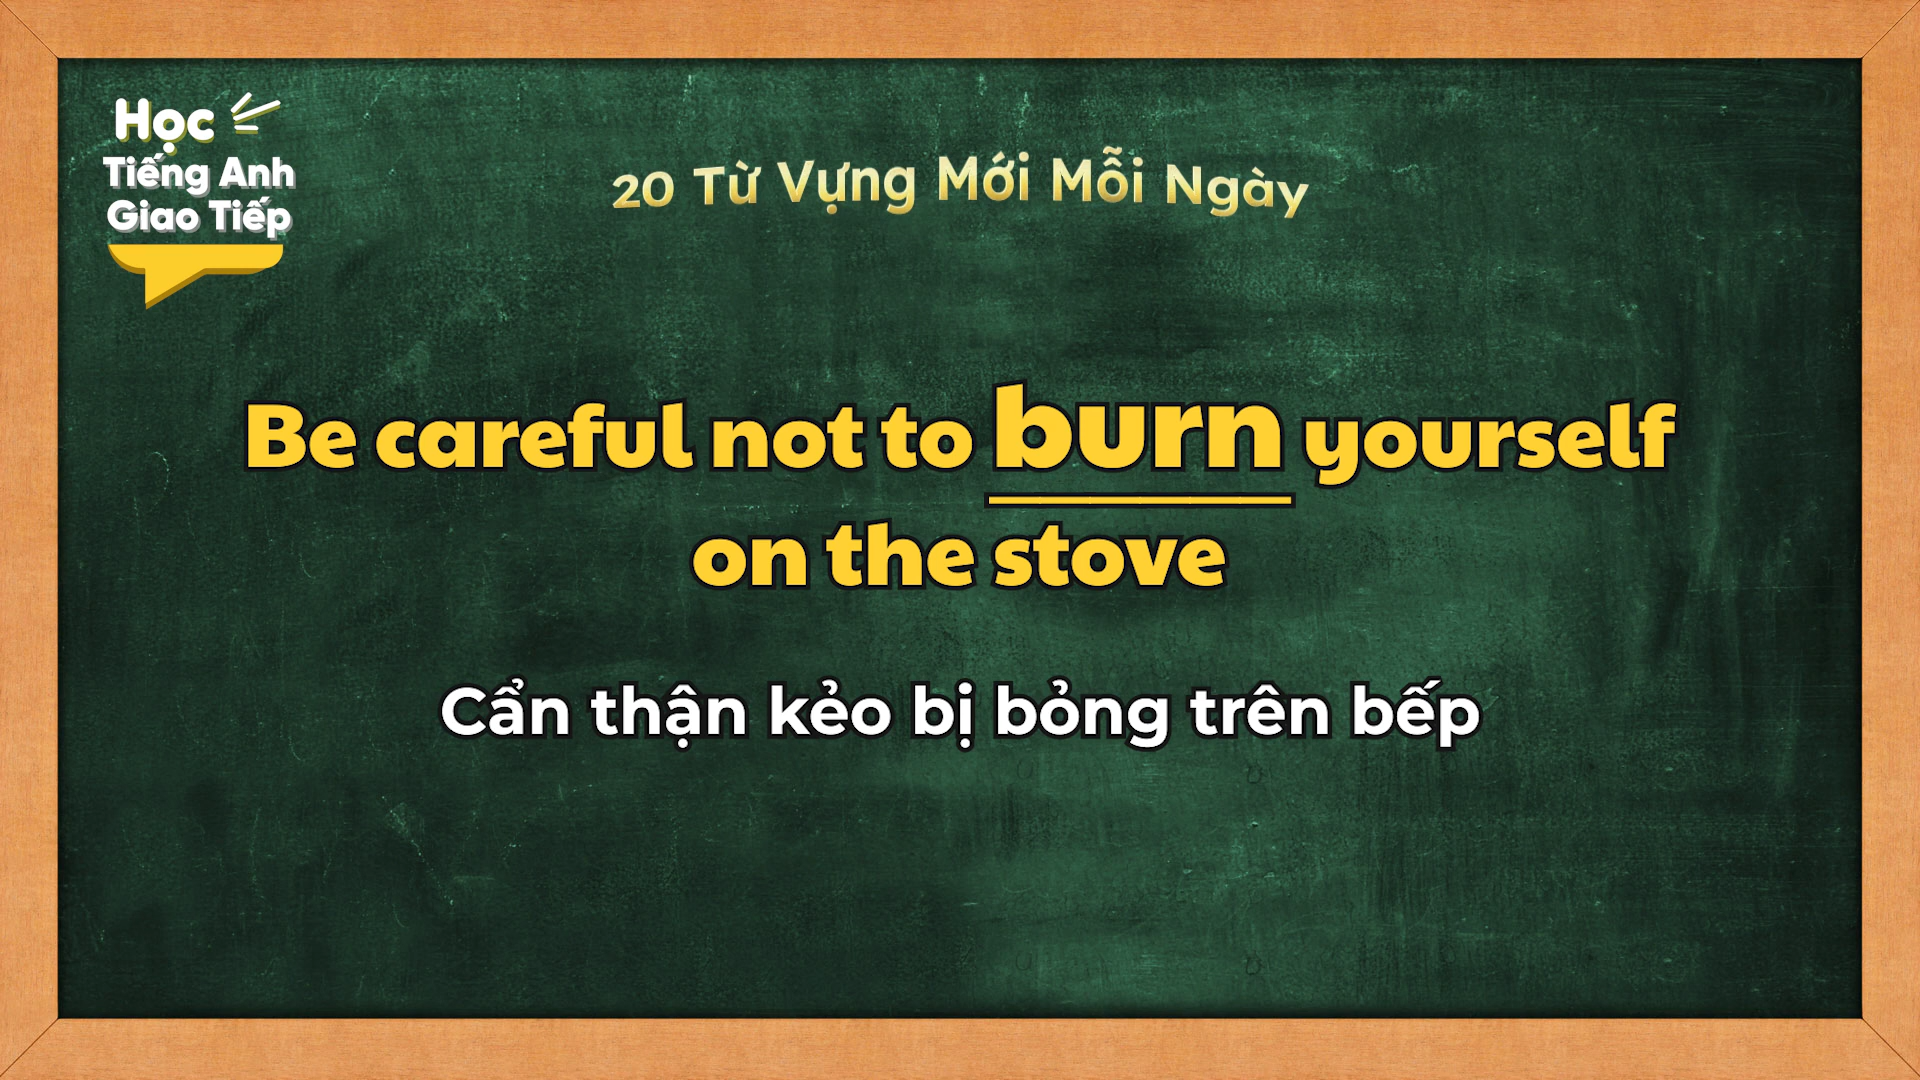 Học
Tiếng Anh
Giao Tiếp
20 Từ Vựng Mới Mỗi Ngày
Be careful not to burn yourself
on the stove
Cẩn thận kẻo bị bỏng trên bếp